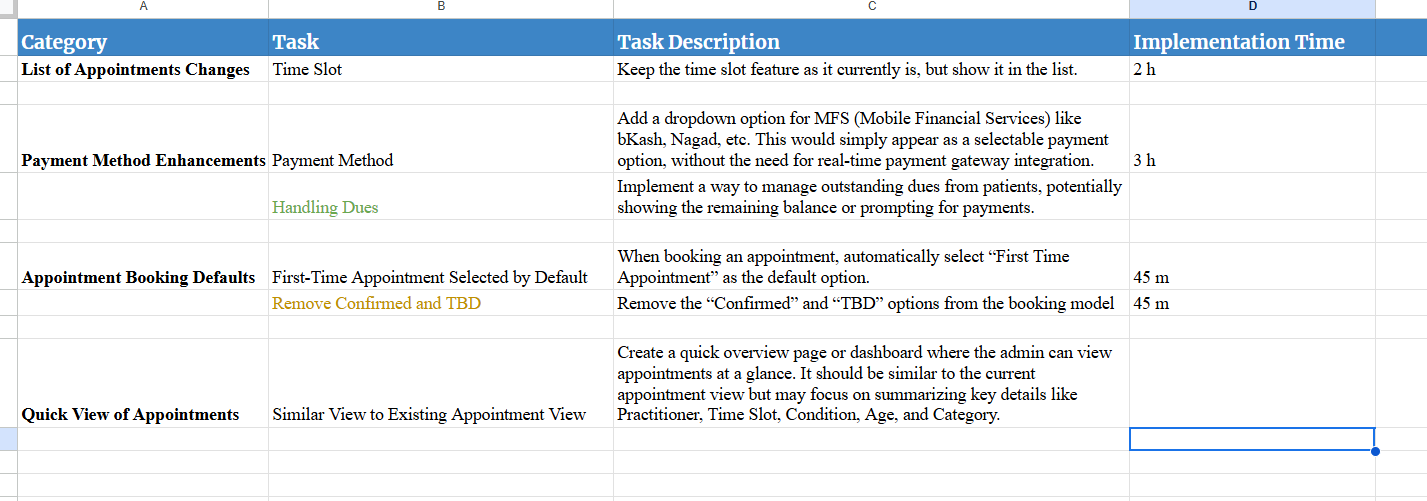 A B C D
Category Task Task Description Implementation Time
List of Appointments Changes Time Slot Keep the time slot feature as it currently is, but show it in the list. 2 h
Add a dropdown option for MFS (Mobile Financial Services) like
bKash, Nagad, etc. This would simply appear as a selectable payment
Payment Method Enhancements Payment Method option, without the need for real-time payment gateway integration. 3 h
Implement a way to manage outstanding dues from patients, potentially
Handling Dues showing the remaining balance or prompting for payments.
When booking an appointment, automatically select “First Time
Appointment Booking Defaults First-Time Appointment Selected by Default Appointment” as the default option. 45 m
Remove Confirmed and TBD Remove the “Confirmed” and “TBD” options from the booking model 45 m
Create a quick overview page or dashboard where the admin can view
appointments at a glance. It should be similar to the current
appointment view but may focus on summarizing key details like
Quick View of Appointments Similar View to Existing Appointment View Practitioner, Time Slot, Condition, Age, and Category.